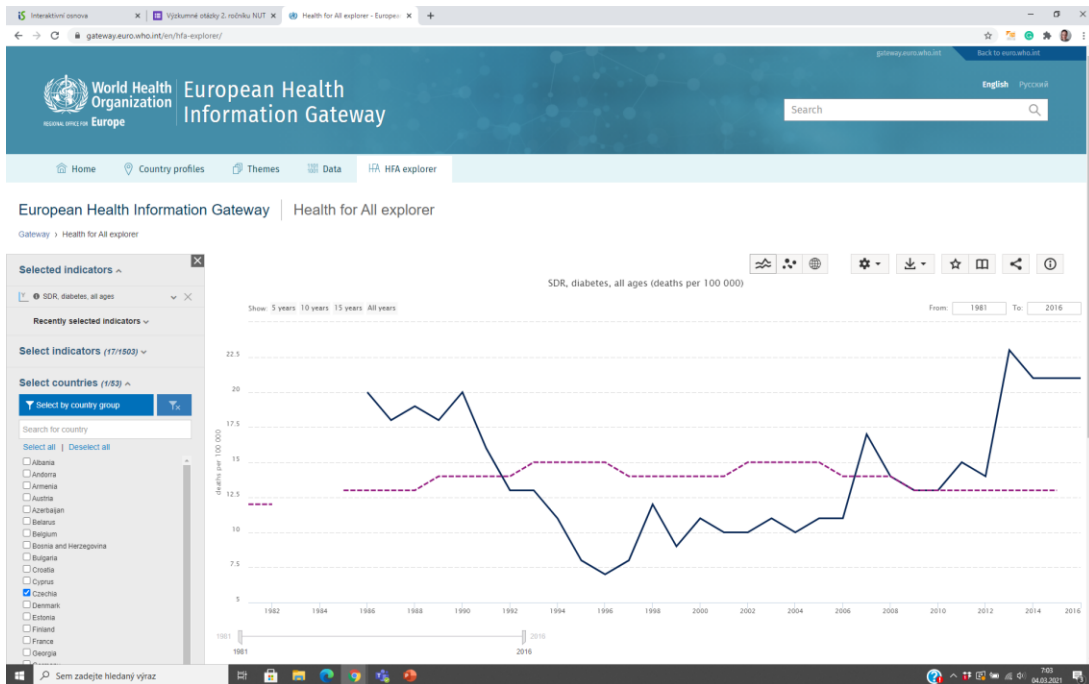 Interaktivní osnova
Výzkumné otázky 2. ročníku NUT
Health for All explorer - Europea
gateway.euro.who.int/en/hfa-explorer/
gateway.euro.who.int
Back to euro.who.int
World Health Organization
REGIONAL OFFICE FOR Europe
European Health
Information Gateway
English Русский
Search
Home
Country profiles
Themes
Data
HFA HFA explorer
European Health Information Gateway
Health for All explorer
Gateway > Health for All explorer
Selected indicators
SDR, diabetes, all ages
Recently selected indicators
Select indicators (17/1503)
Select countries (1/53)
Select by country group
Search for country
Select all | Deselect all
Albania
Andorra
Armenia
Austria
Azerbaijan
Belarus
Belgium
Bosnia and Herzegovina
Bulgaria
Croatia
Cyprus
Czechia
Denmark
Estonia
Finland
France
Georgia
SDR, diabetes, all ages (deaths per 100 000)
Show: 5 years 10 years 15 years All years
From: 1981 To: 2016
deaths per 100 000
22.5
20
17.5
15
12.5
10
7.5
5
1982 1984 1986 1988 1990 1992 1994 1996 1998 2000 2002 2004 2006 2008 2010 2012 2014 2016
1981 2016
1981 2016
Sem zadejte hledaný výraz
7:03
04.03.2021